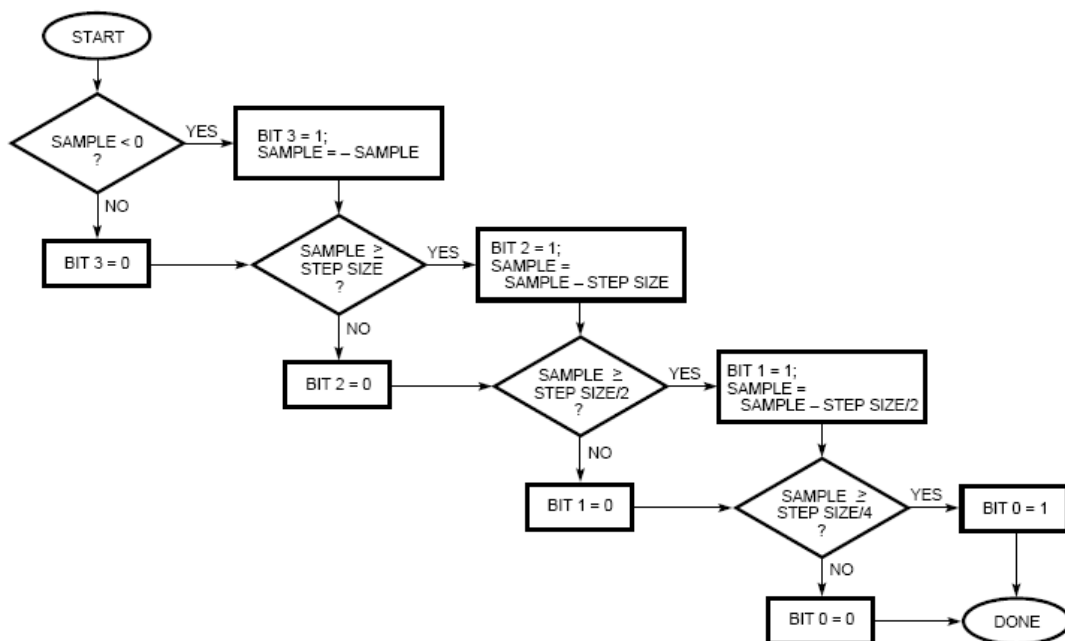 START
SAMPLE < 0
?
YES
BIT 3 = 1;
SAMPLE = – SAMPLE
NO
BIT 3 = 0
SAMPLE ≥
STEP SIZE
?
YES
BIT 2 = 1;
SAMPLE =
SAMPLE – STEP SIZE
NO
BIT 2 = 0
SAMPLE ≥
STEP SIZE/2
?
YES
BIT 1 = 1;
SAMPLE =
SAMPLE – STEP SIZE/2
NO
BIT 1 = 0
SAMPLE ≥
STEP SIZE/4
?
YES
BIT 0 = 1
NO
BIT 0 = 0
DONE